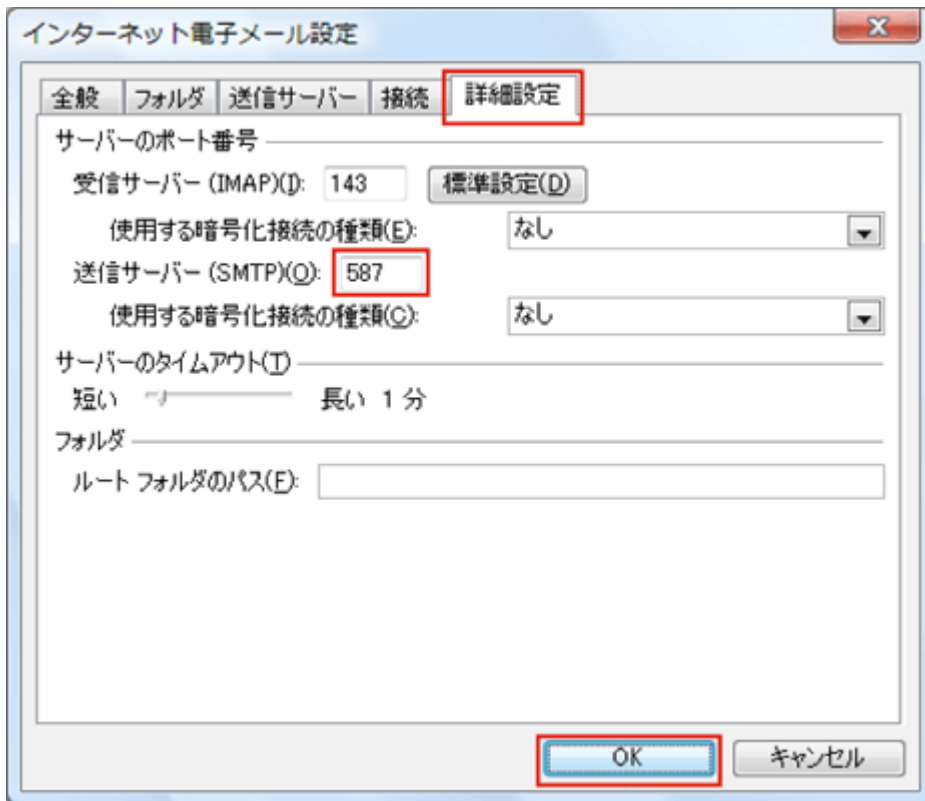 インターネット電子メール設定
全般 フォルダ 送信サーバー 接続 詳細設定
サーバーのポート番号
受信サーバー (IMAP)(I): 143 標準設定(D)
使用する暗号化接続の種類(E): なし
送信サーバー (SMTP)(O): 587
使用する暗号化接続の種類(C): なし
サーバーのタイムアウト(T)
短い 長い 1 分
フォルダ
ルート フォルダのパス(F):
OK キャンセル